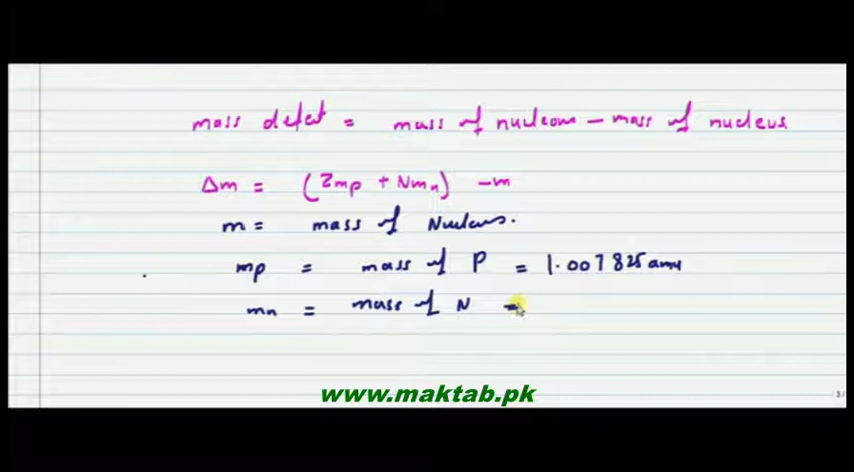 mass defect = mass of nucleons - mass of nucleus
Δm = (Zmp + Nmn) - m
m = mass of Nucleus.
mp = mass of P = 1.007825 amu
mn = mass of N =
www.maktab.pk
3/